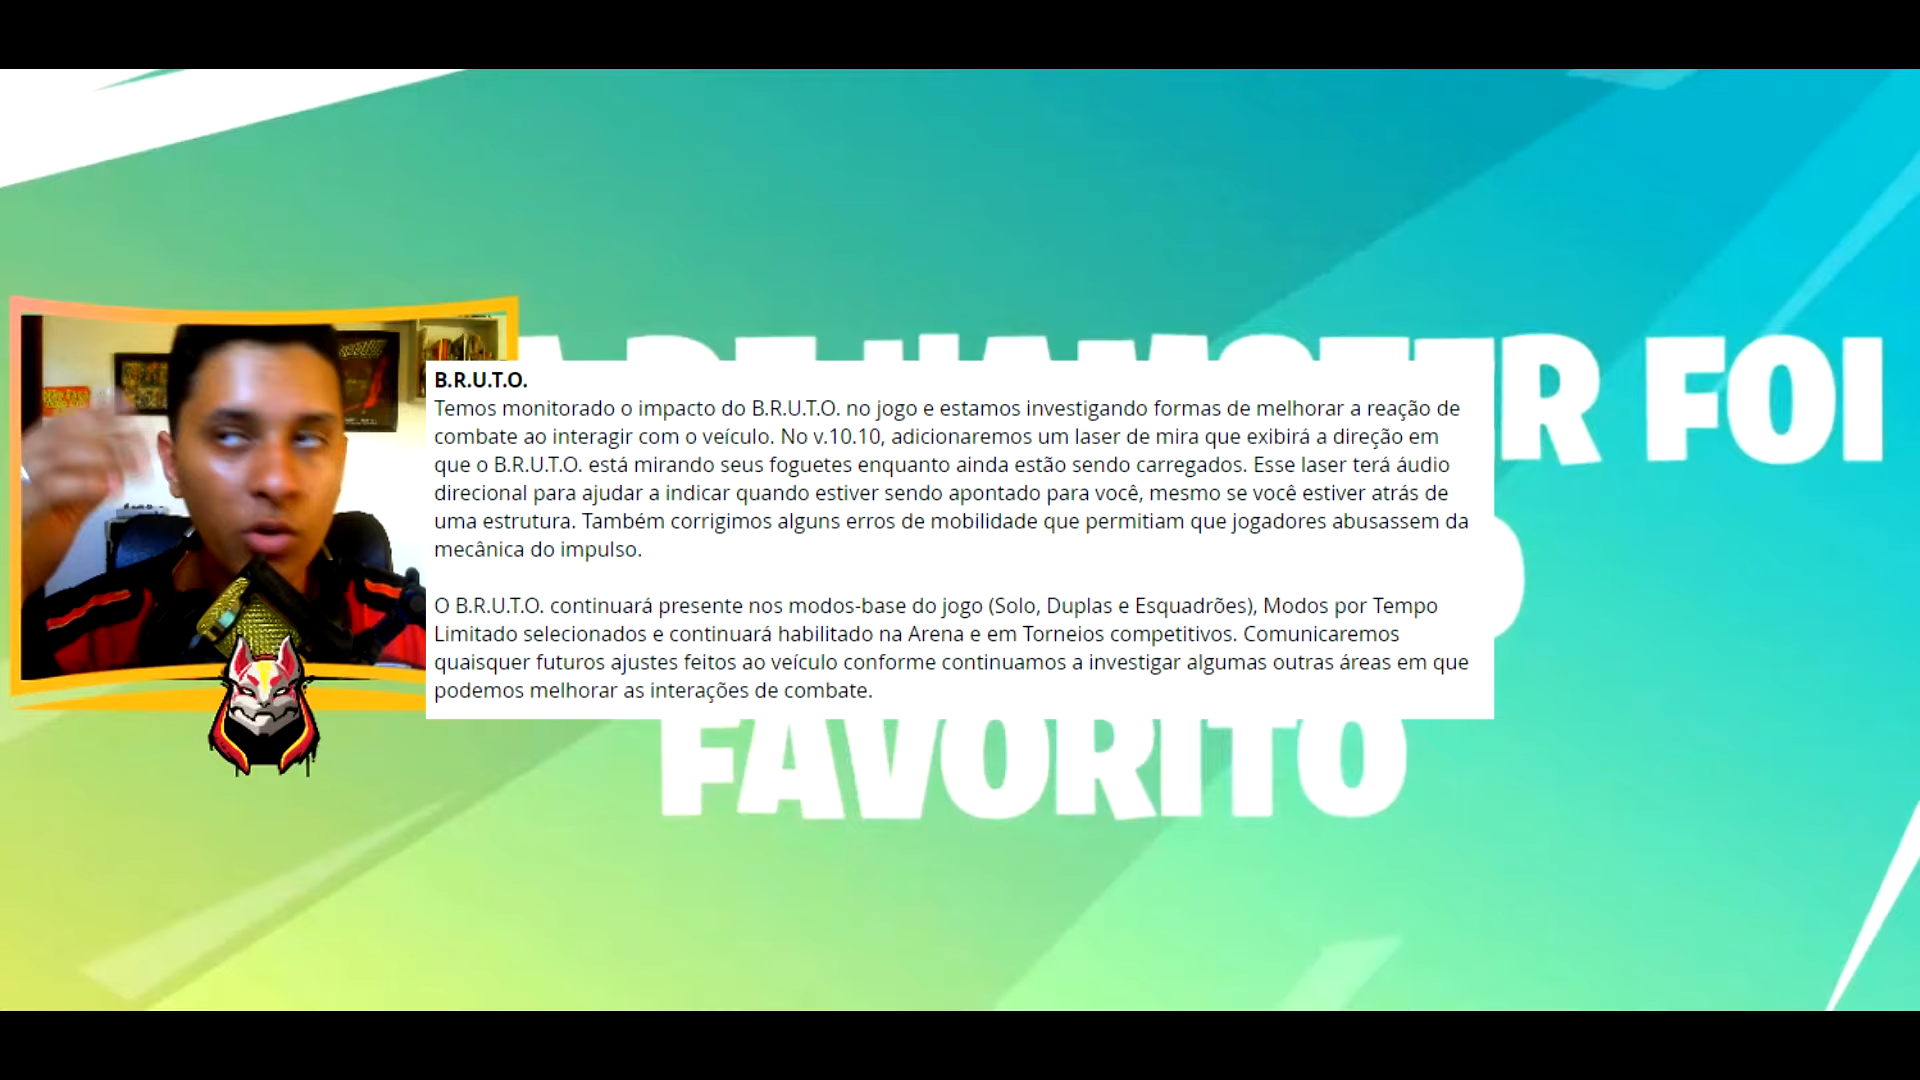 HAMSTER FOI
B.R.U.T.O.
Temos monitorado o impacto do B.R.U.T.O. no jogo e estamos investigando formas de melhorar a reação de
combate ao interagir com o veículo. No v.10.10, adicionaremos um laser de mira que exibirá a direção em
que o B.R.U.T.O. está mirando seus foguetes enquanto ainda estão sendo carregados. Esse laser terá áudio
direcional para ajudar a indicar quando estiver sendo apontado para você, mesmo se você estiver atrás de
uma estrutura. Também corrigimos alguns erros de mobilidade que permitiam que jogadores abusassem da
mecânica do impulso.
O B.R.U.T.O. continuará presente nos modos-base do jogo (Solo, Duplas e Esquadrões), Modos por Tempo
Limitado selecionados e continuará habilitado na Arena e em Torneios competitivos. Comunicaremos
quaisquer futuros ajustes feitos ao veículo conforme continuamos a investigar algumas outras áreas em que
podemos melhorar as interações de combate.
FAVORITO